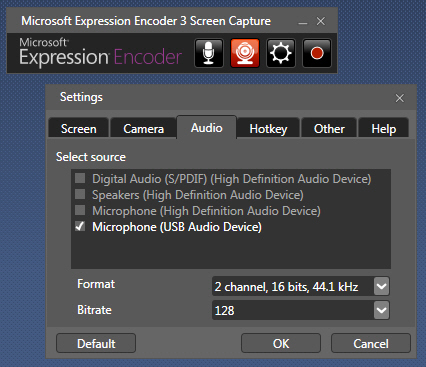 Microsoft Expression Encoder 3 Screen Capture
Microsoft®
Expression® Encoder
Settings
Screen Camera Audio Hotkey Other Help
Select source
Digital Audio (S/PDIF) (High Definition Audio Device)
Speakers (High Definition Audio Device)
Microphone (High Definition Audio Device)
Microphone (USB Audio Device)
Format 2 channel, 16 bits, 44.1 kHz
Bitrate 128
Default OK Cancel